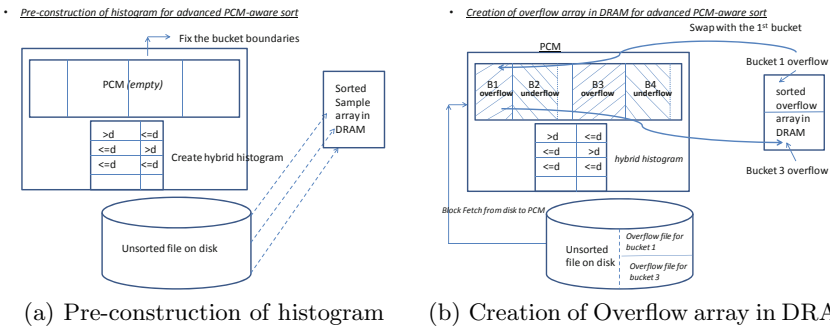 • Pre-construction of histogram for advanced PCM-aware sort
Fix the bucket boundaries
PCM (empty)
Sorted
Sample
array in
DRAM
>d <=d
<=d >d
<=d <=d
Create hybrid histogram
Unsorted file on disk
(a) Pre-construction of histogram
• Creation of overflow array in DRAM for advanced PCM-aware sort
Swap with the 1st bucket
PCM
Bucket 1 overflow
B1 overflow
B2 underflow
B3 overflow
B4 underflow
sorted
overflow
array in
DRAM
>d <=d
<=d >d
<=d <=d
hybrid histogram
Bucket 3 overflow
Block Fetch from disk to PCM
Unsorted
file on disk
Overflow file for
bucket 1
Overflow file for
bucket 3
(b) Creation of Overflow array in DRA